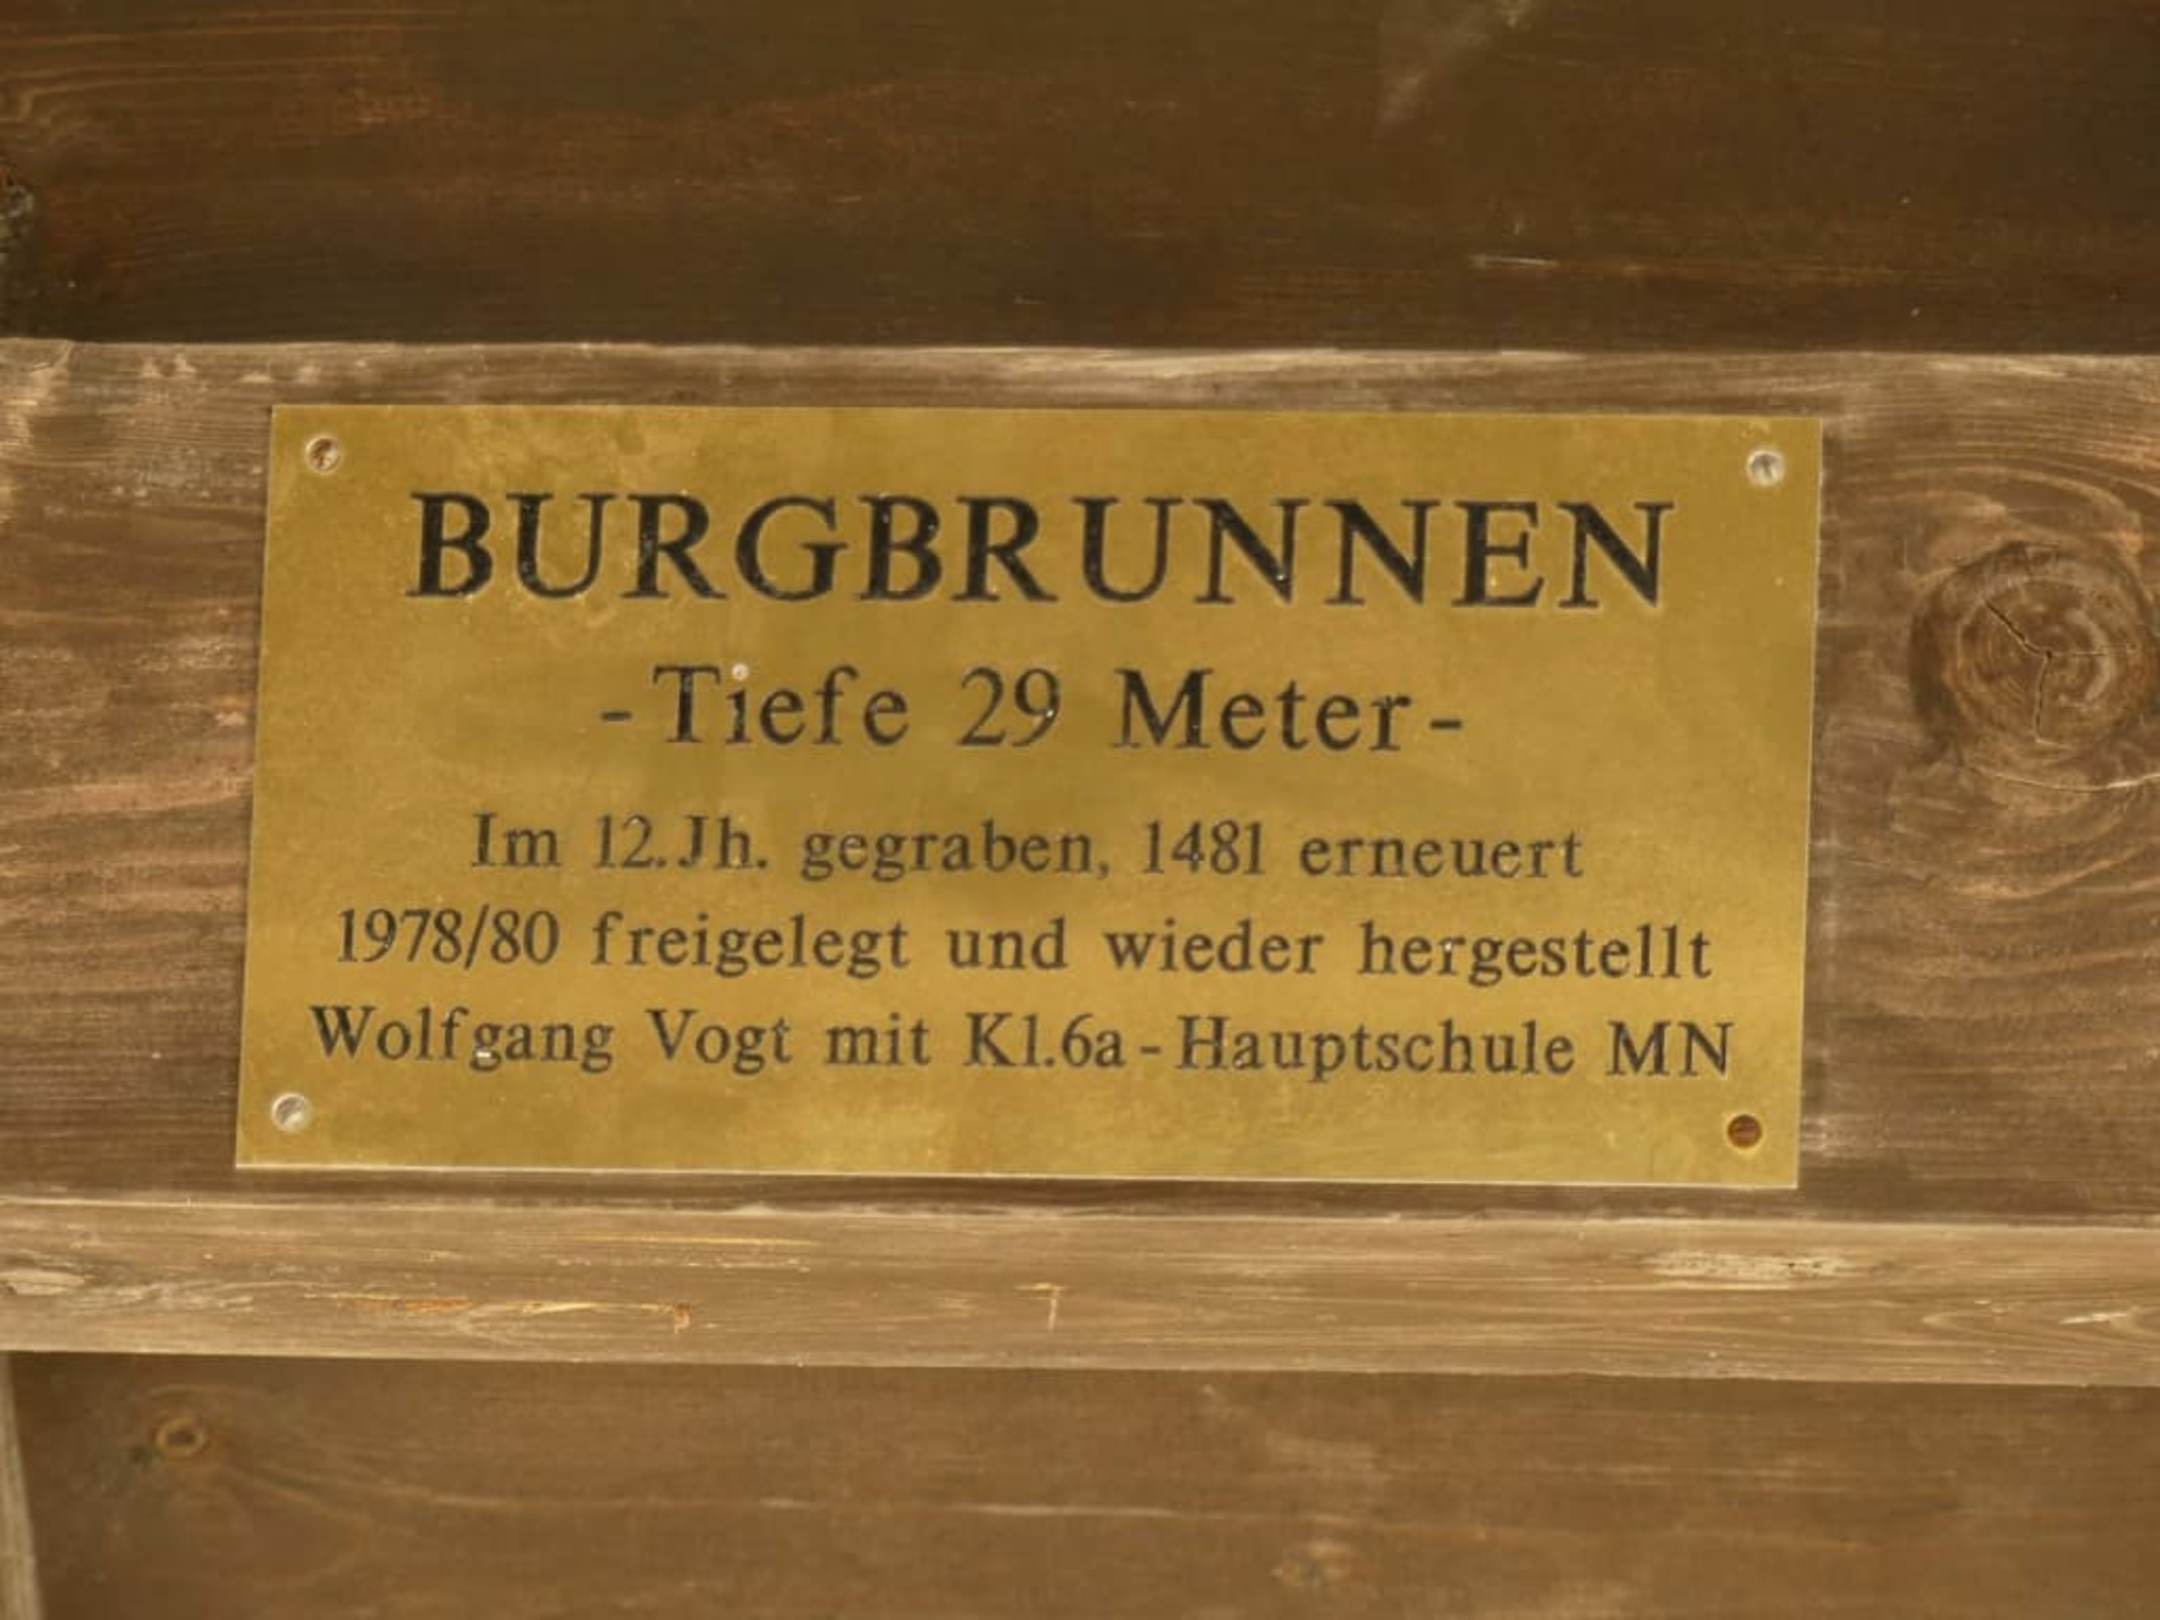 BURGBRUNNEN
-Tiefe 29 Meter-
Im 12.Jh. gegraben, 1481 erneuert
1978/80 freigelegt und wieder hergestellt
Wolfgang Vogt mit Kl.6a-Hauptschule MN